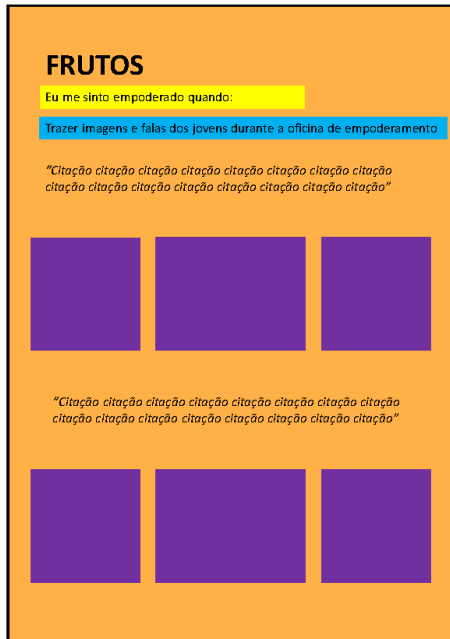 FRUTOS
Eu me sinto empoderado quando:
Trazer imagens e falas dos jovens durante a oficina de empoderamento
“Citação citação citação citação citação citação citação citação
citação citação citação citação citação citação citação citação”
“Citação citação citação citação citação citação citação citação
citação citação citação citação citação citação citação citação”